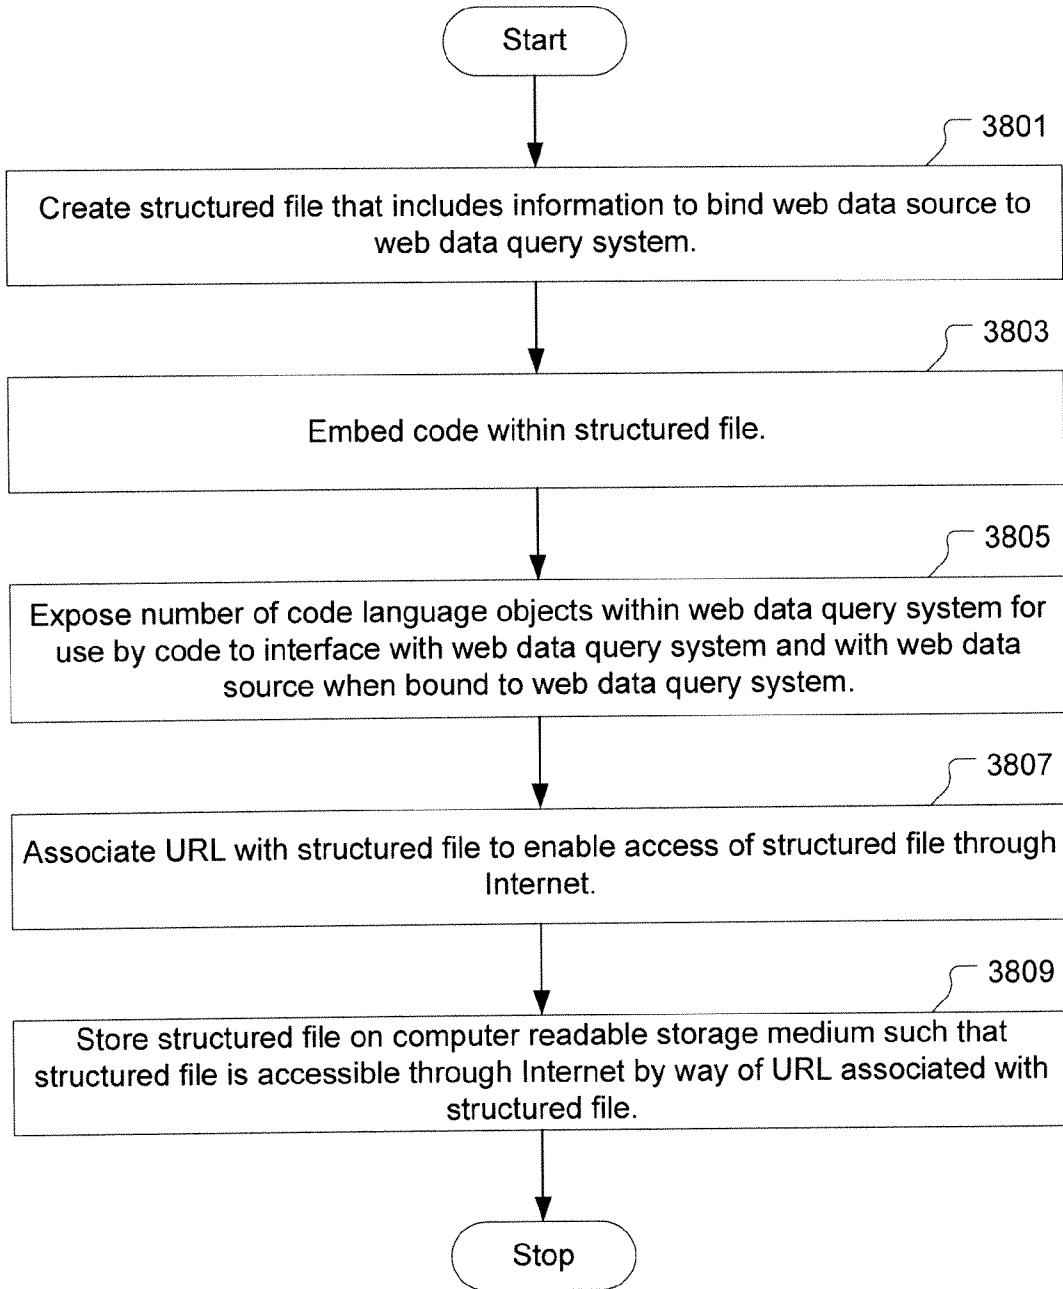 Start
3801
Create structured file that includes information to bind web data source to
web data query system.
3803
Embed code within structured file.
3805
Expose number of code language objects within web data query system for
use by code to interface with web data query system and with web data
source when bound to web data query system.
3807
Associate URL with structured file to enable access of structured file through
Internet.
3809
Store structured file on computer readable storage medium such that
structured file is accessible through Internet by way of URL associated with
structured file.
Stop